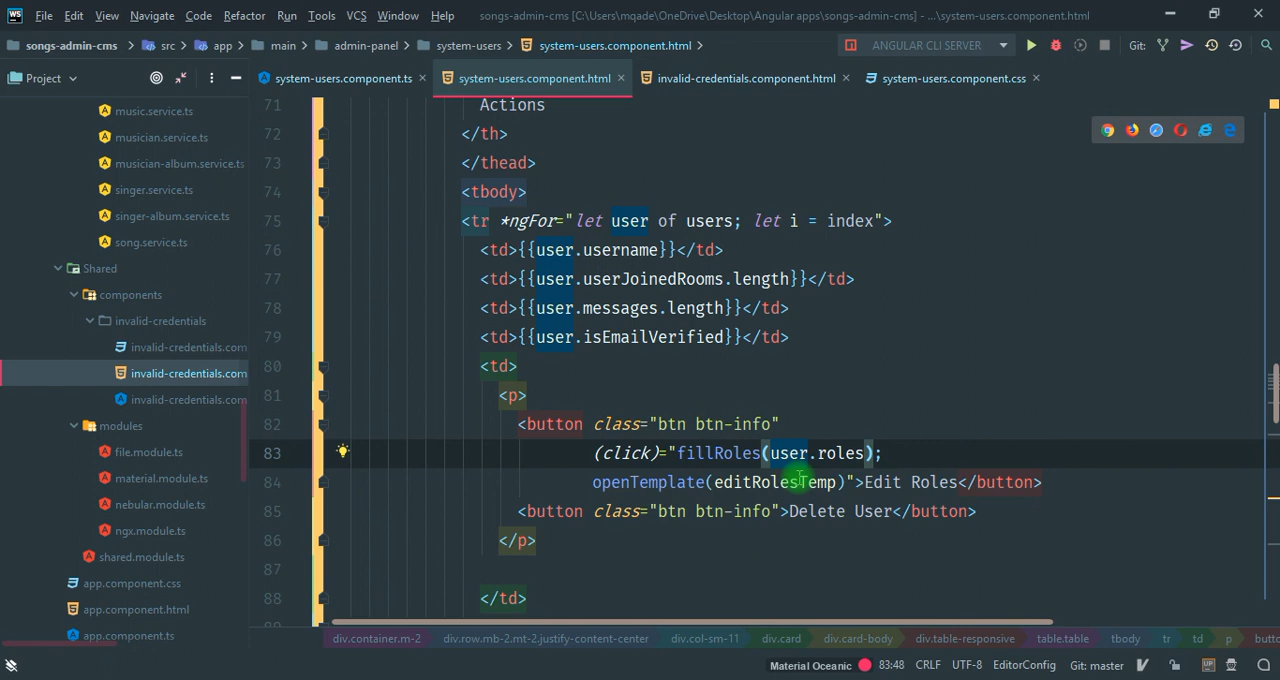 WS File Edit View Navigate Code Refactor Run Tools VCS Window Help songs-admin-cms [C:\Users\mqade\OneDrive\Desktop\Angular apps\songs-admin-cms] - ...\system-users.component.html
songs-admin-cms src app main admin-panel system-users system-users.component.html ANGULAR CLI SERVER Git:
Project system-users.component.ts system-users.component.html invalid-credentials.component.html system-users.component.css
music.service.ts
musician.service.ts
musician-album.service.ts
singer.service.ts
singer-album.service.ts
song.service.ts
Shared
components
invalid-credentials
invalid-credentials.com
invalid-credentials.com
invalid-credentials.com
modules
file.module.ts
material.module.ts
nebular.module.ts
ngx.module.ts
shared.module.ts
app.component.css
app.component.html
app.component.ts
71 Actions
72 </th>
73 </thead>
74 <tbody>
75 <tr *ngFor="let user of users; let i = index">
76 <td>{{user.username}}</td>
77 <td>{{user.userJoinedRooms.length}}</td>
78 <td>{{user.messages.length}}</td>
79 <td>{{user.isEmailVerified}}</td>
80 <td>
81 <p>
82 <button class="btn btn-info"
83 (click)="fillRoles(user.roles);
84 openTemplate(editRolesTemp)">Edit Roles</button>
85 <button class="btn btn-info">Delete User</button>
86 </p>
87
88 </td>
div.container.m-2 div.row.mb-2.mt-2.justify-content-center div.col-sm-11 div.card div.card-body div.table-responsive table.table tbody tr td p butto
Material Oceanic 83:48 CRLF UTF-8 EditorConfig Git: master